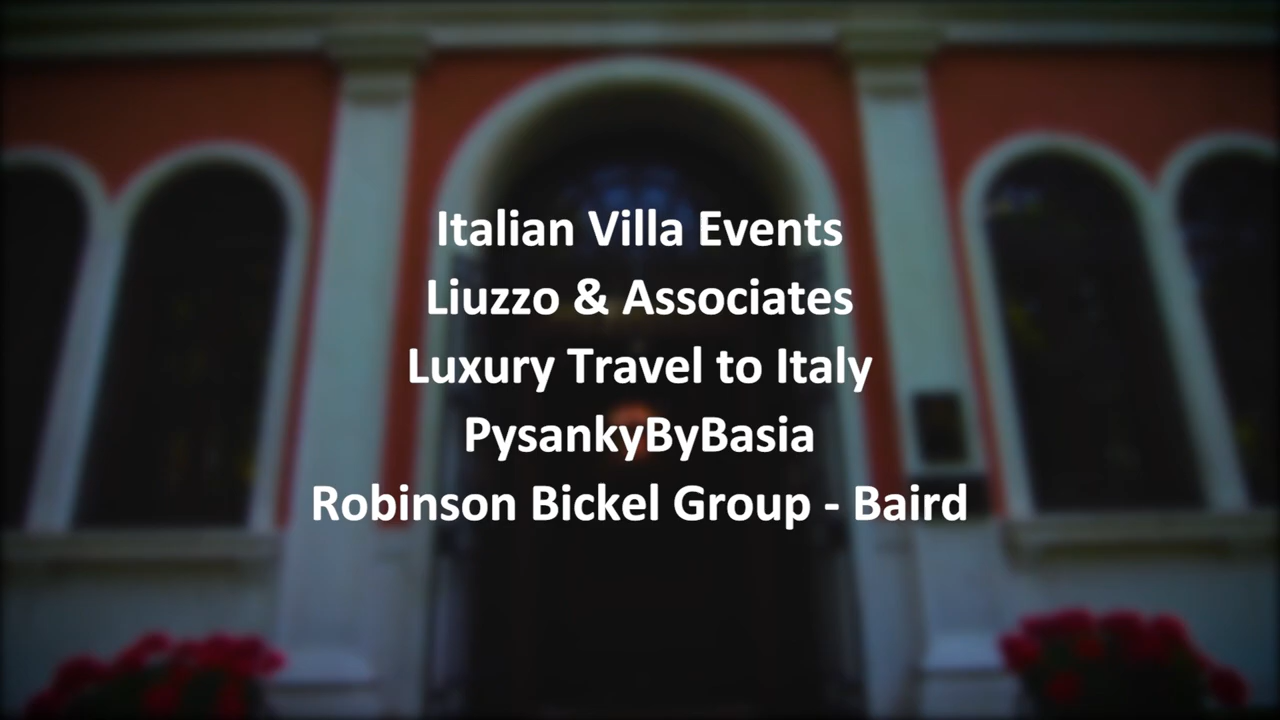 Italian Villa Events
Liuzzo & Associates
Luxury Travel to Italy
PysankyByBasia
Robinson Bickel Group - Baird